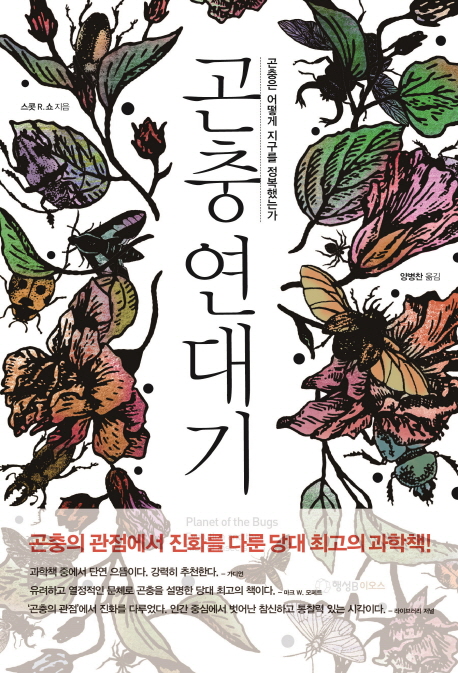 스콧 R. 쇼 지음
곤충은 어떻게 지구를 정복했는가
곤충연대기
양병찬 옮김
Planet of the Bugs
곤충의 관점에서 진화를 다룬 당대 최고의 과학책!
과학책 중에서 단연 으뜸이다. 강력히 추천한다. – 가디언
유려하고 열정적인 문체로 곤충을 설명한 당대 최고의 책이다. – 마크 W. 모페트
'곤충의 관점'에서 진화를 다루었다. 인간 중심에서 벗어난 참신하고 통찰력 있는 시각이다. – 라이브러리 저널
행성B이오스